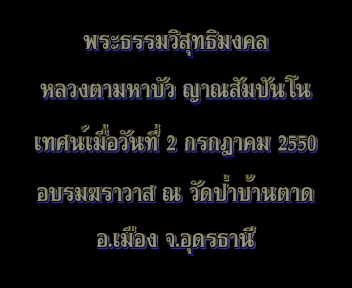 พระธรรมวิสุทธิมงคล
หลวงตามหาบัว ญาณสัมปันโน
เทศน์เมื่อวันที่ 2 กรกฎาคม 2550
อบรมฆราวาส ณ วัดป่าบ้านตาด
อ.เมือง จ.อุดรธานี